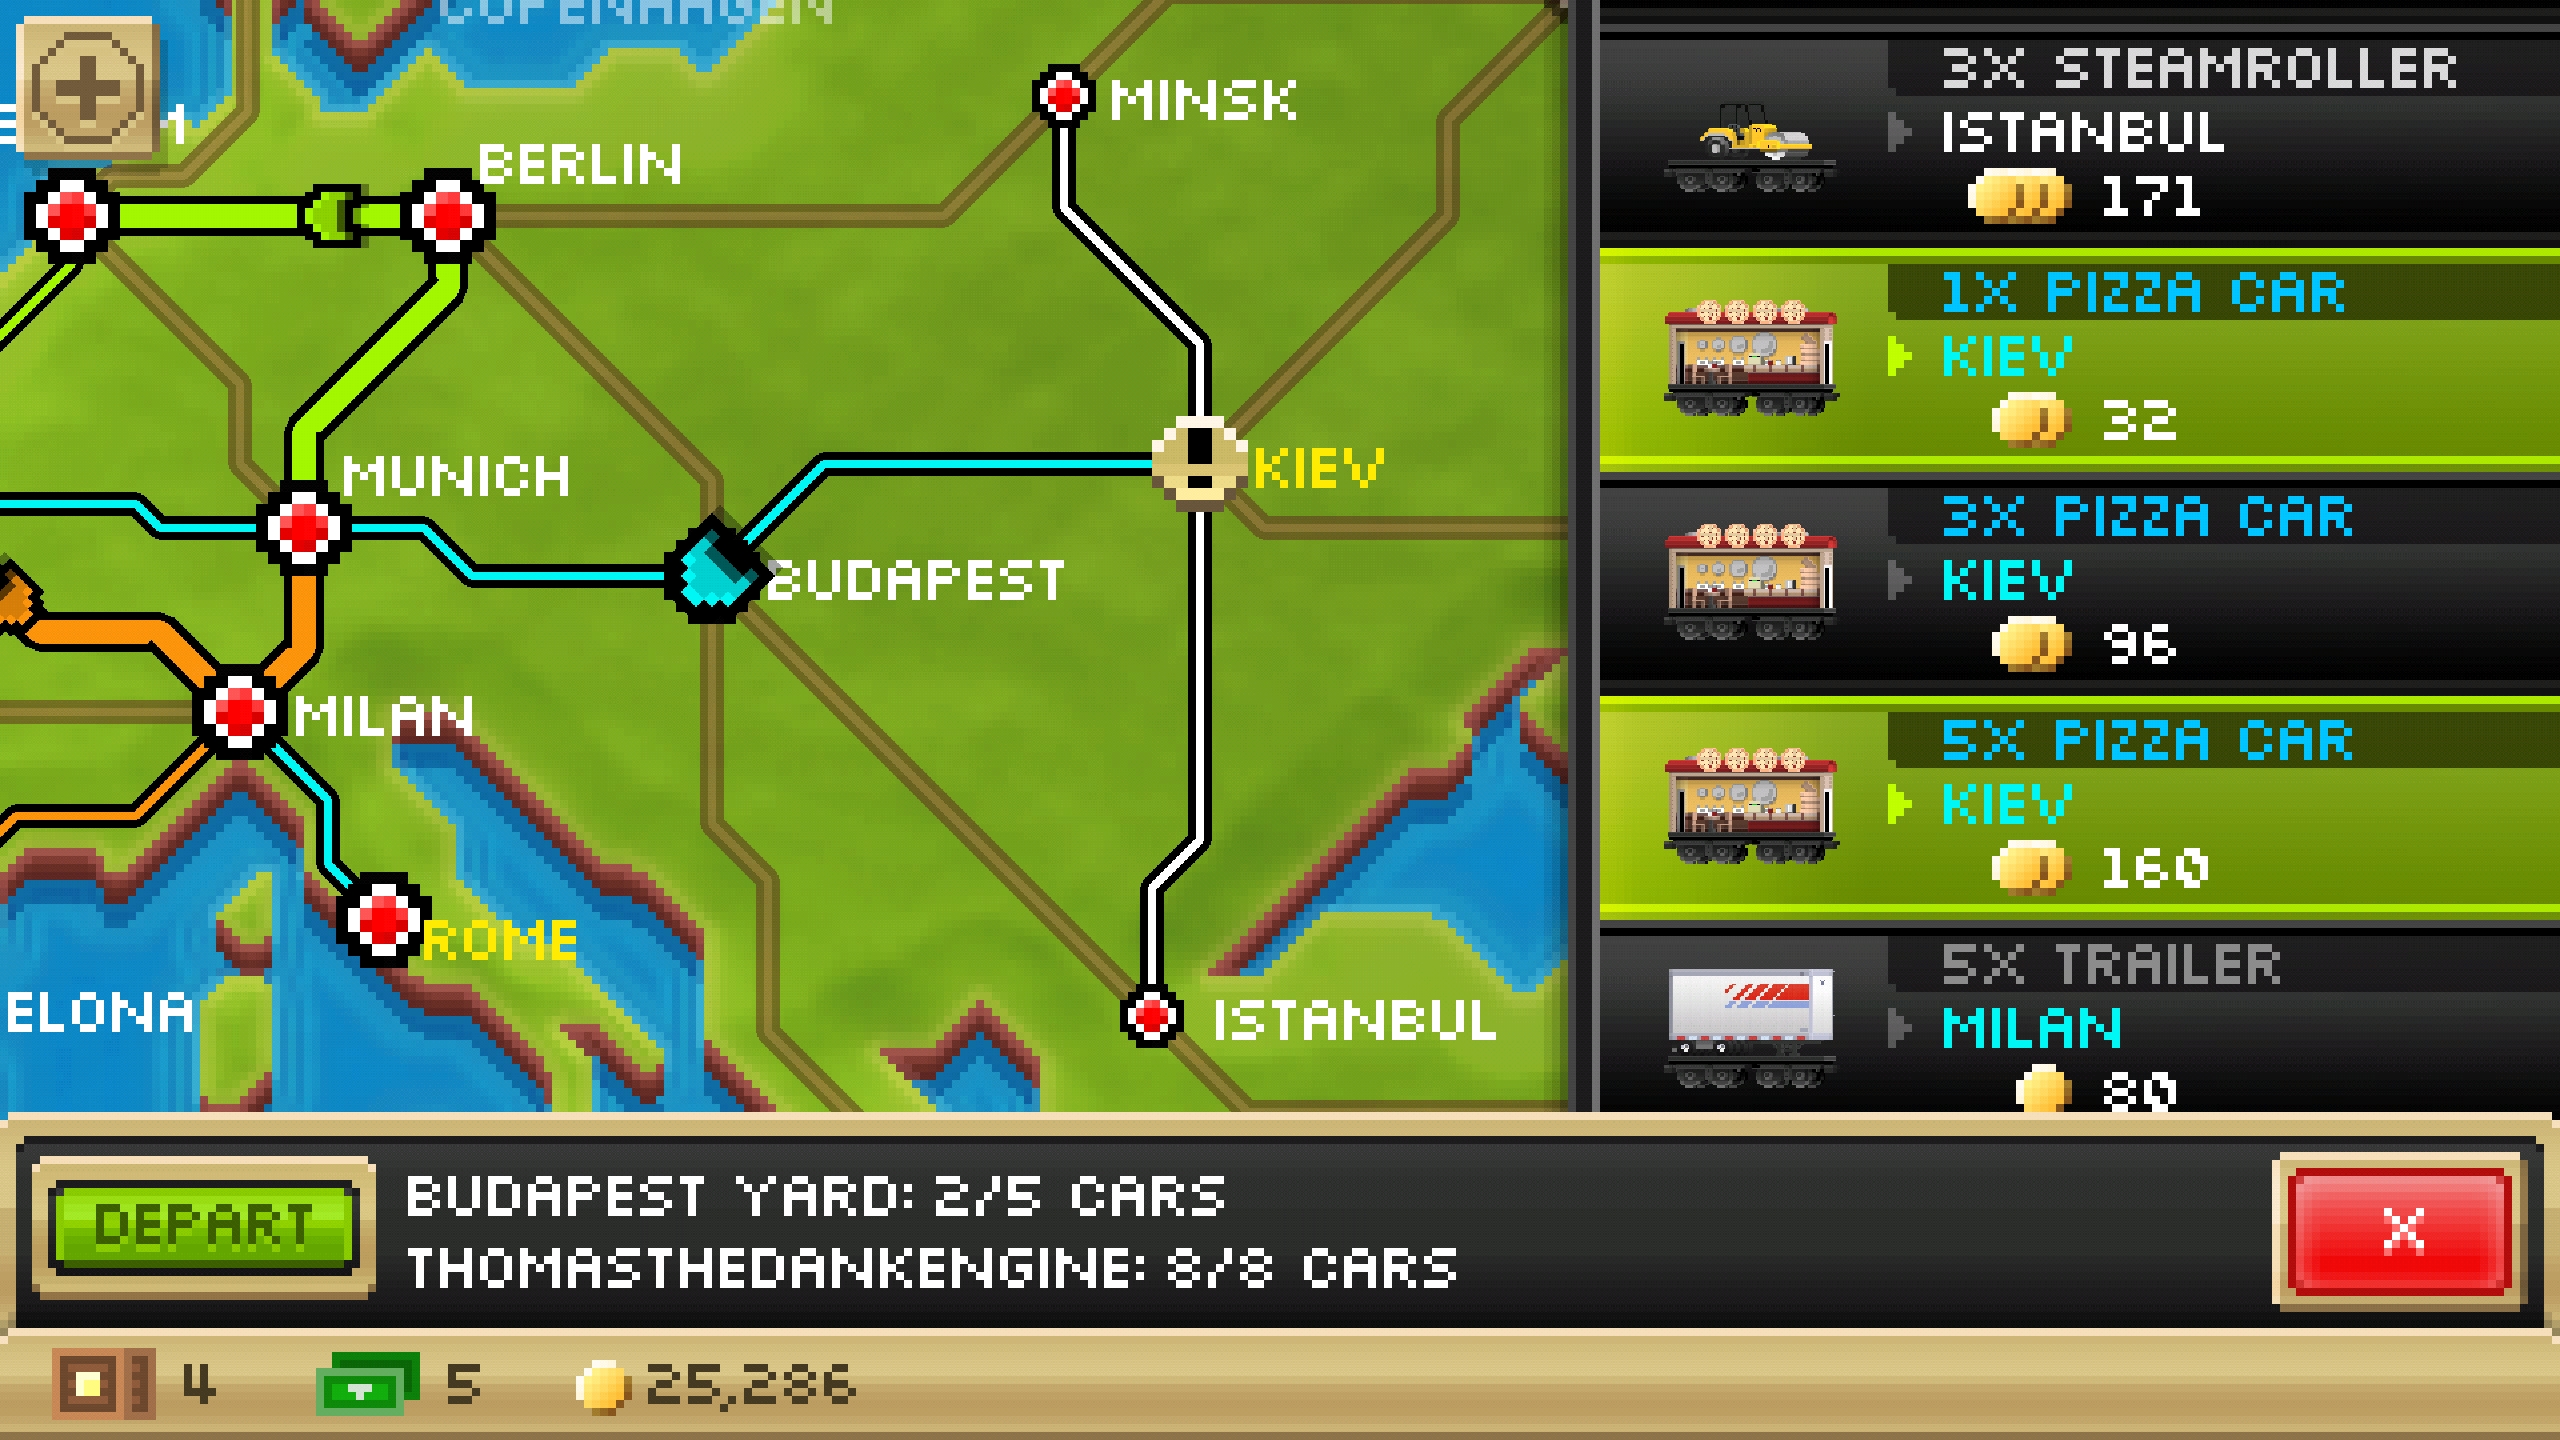 COPENHAGEN
1
MINSK
BERLIN
MUNICH
KIEV
BUDAPEST
MILAN
ROME
ELONA
ISTANBUL
3X STEAMROLLER
ISTANBUL
171
1X PIZZA CAR
KIEV
32
3X PIZZA CAR
KIEV
96
5X PIZZA CAR
KIEV
160
5X TRAILER
MILAN
80
DEPART
BUDAPEST YARD: 2/5 CARS
THOMASTHEDANKENGINE: 8/8 CARS
X
4
5
25,286